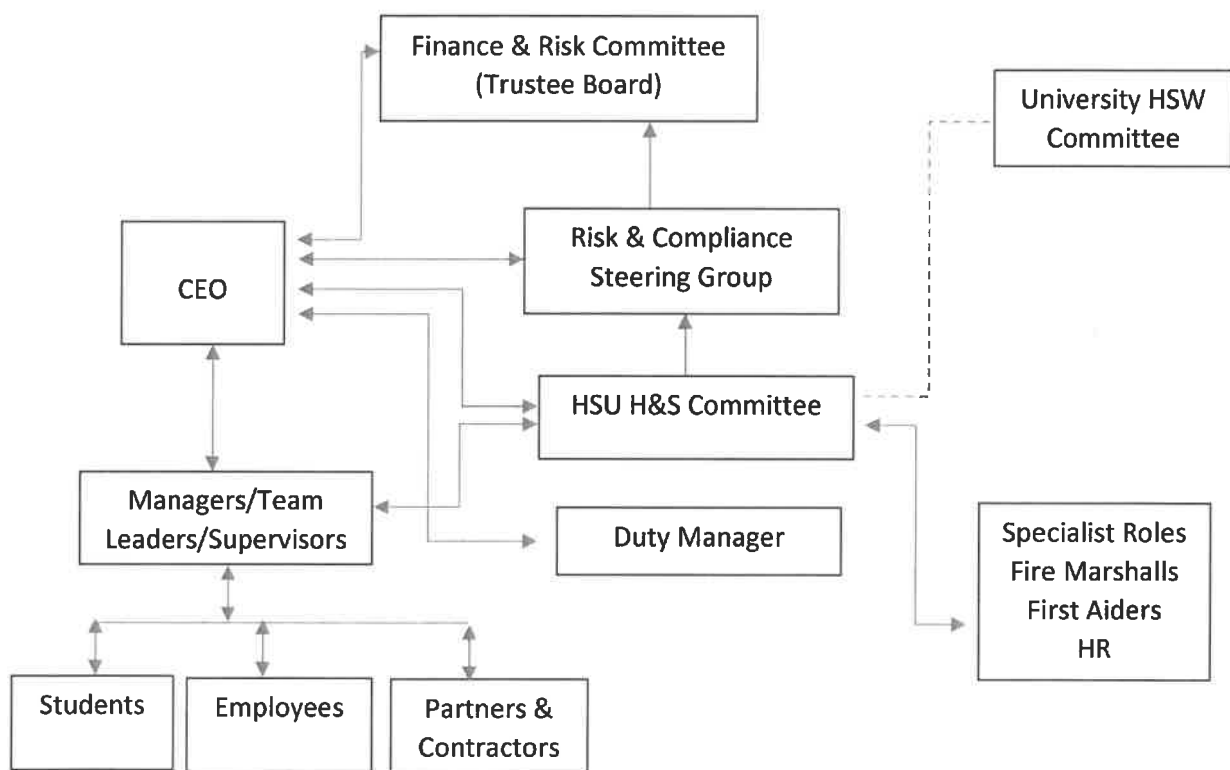 Finance & Risk Committee
(Trustee Board)
University HSW
Committee
Risk & Compliance
Steering Group
CEO
HSU H&S Committee
Managers/Team
Leaders/Supervisors
Duty Manager
Specialist Roles
Fire Marshalls
First Aiders
HR
Students
Employees
Partners &
Contractors